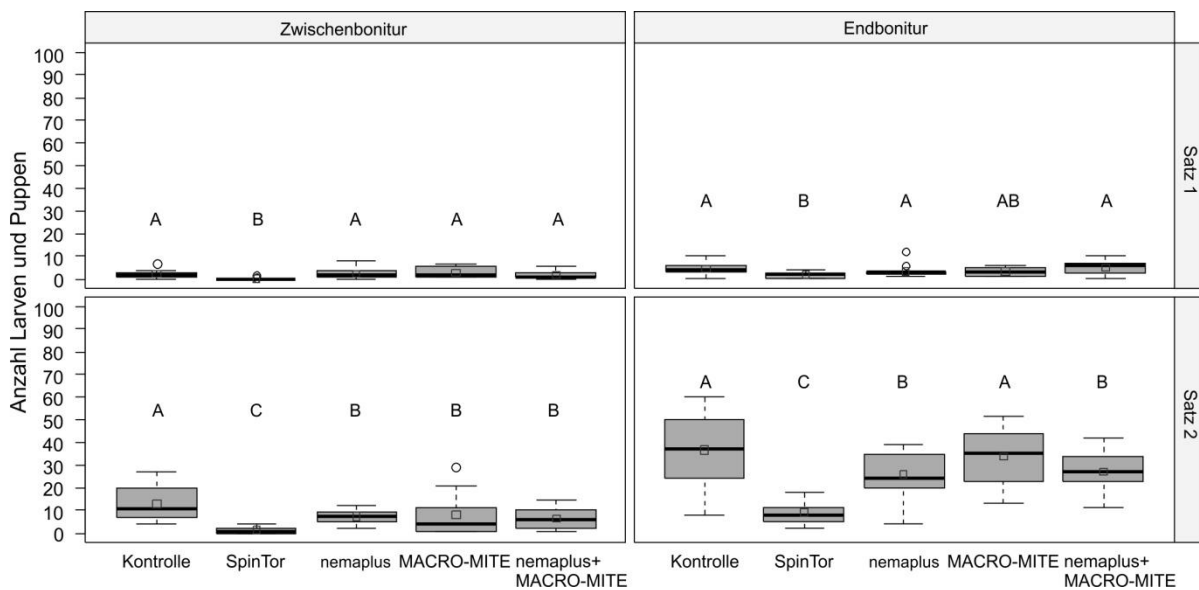 Zwischenbonitur
Endbonitur
Anzahl Larven und Puppen
100
90
80
70
60
50
40
30
20
10
0
A
B
A
A
A
A
B
A
AB
A
Satz 1
100
90
80
70
60
50
40
30
20
10
0
A
C
B
B
B
A
C
B
A
B
Satz 2
Kontrolle
SpinTor
nemaplus
MACRO-MITE
nemaplus+
MACRO-MITE
Kontrolle
SpinTor
nemaplus
MACRO-MITE
nemaplus+
MACRO-MITE